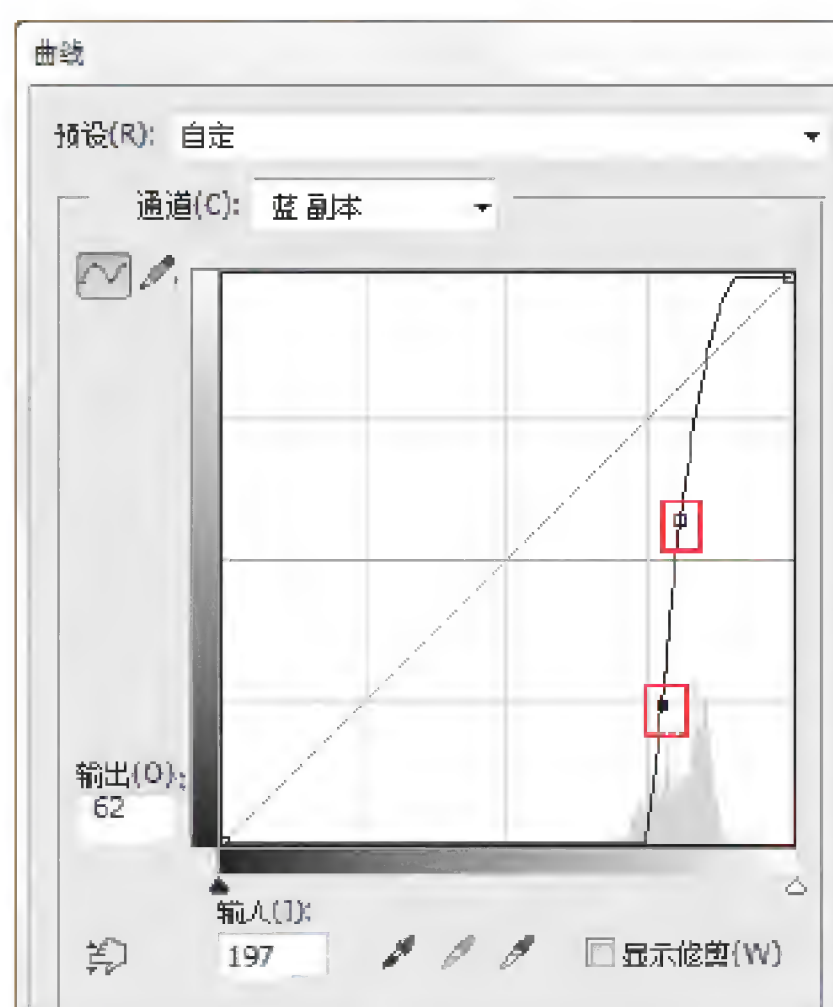 曲线
预设(R): 自定
通道(C): 蓝 副本
输出(O):
62
输入(I):
197
显示修剪(W)